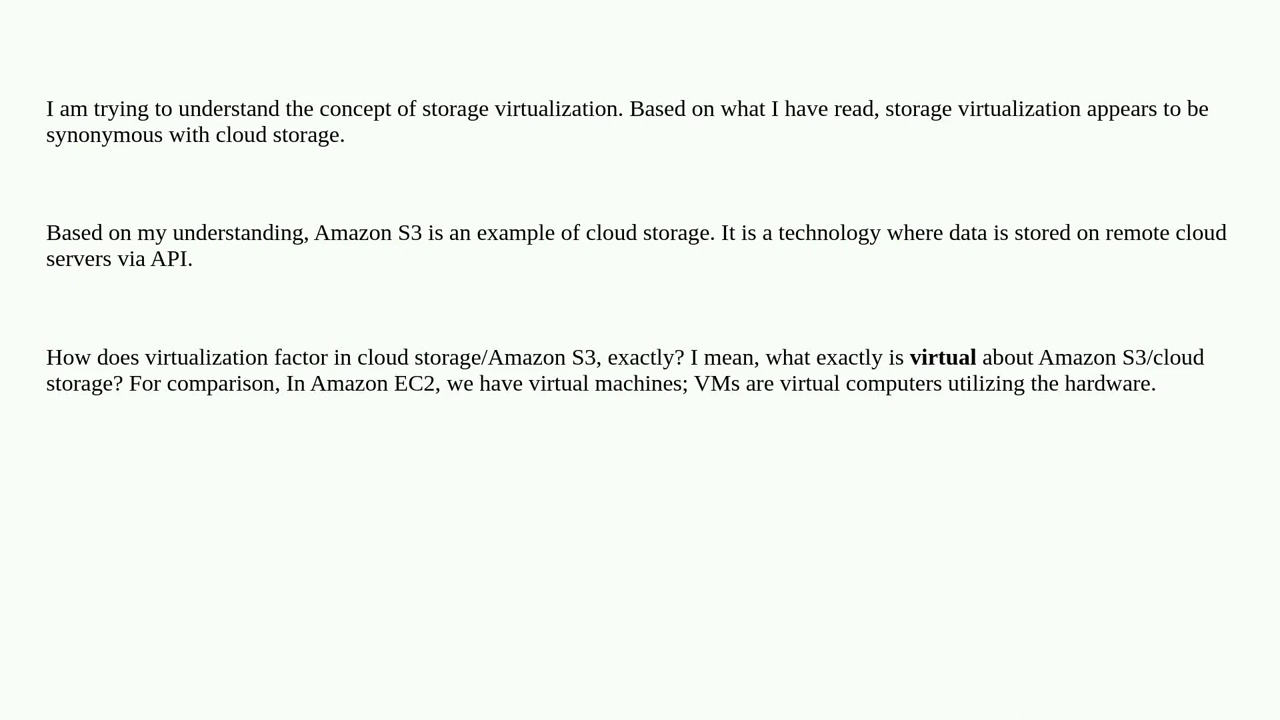 I am trying to understand the concept of storage virtualization. Based on what I have read, storage virtualization appears to be
synonymous with cloud storage.
Based on my understanding, Amazon S3 is an example of cloud storage. It is a technology where data is stored on remote cloud
servers via API.
How does virtualization factor in cloud storage/Amazon S3, exactly? I mean, what exactly is virtual about Amazon S3/cloud
storage? For comparison, In Amazon EC2, we have virtual machines; VMs are virtual computers utilizing the hardware.